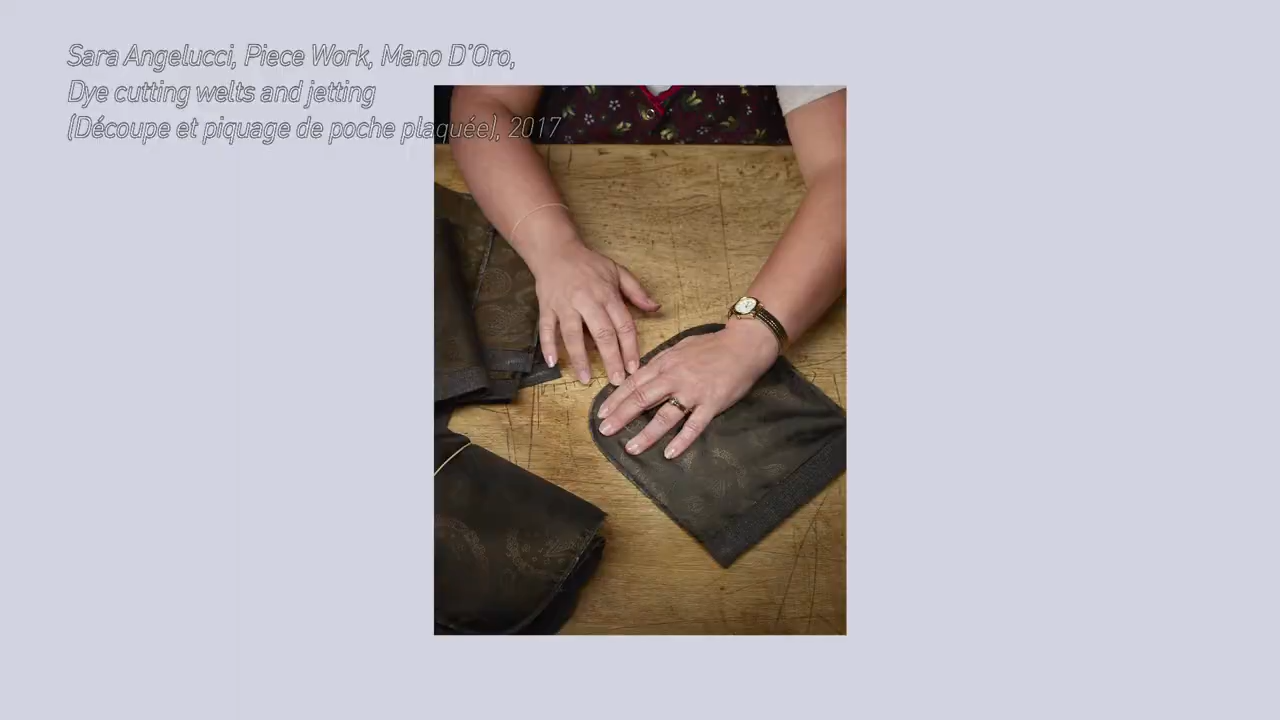 Sara Angelucci, Piece Work, Mano D'Oro,
Dye cutting welts and jetting
(Découpe et piquage de poche plaquée), 2017